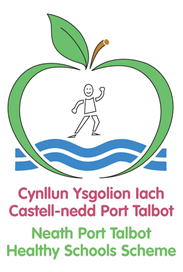 Cynllun Ysgolion Iach
Castell-nedd Port Talbot
Neath Port Talbot
Healthy Schools Scheme